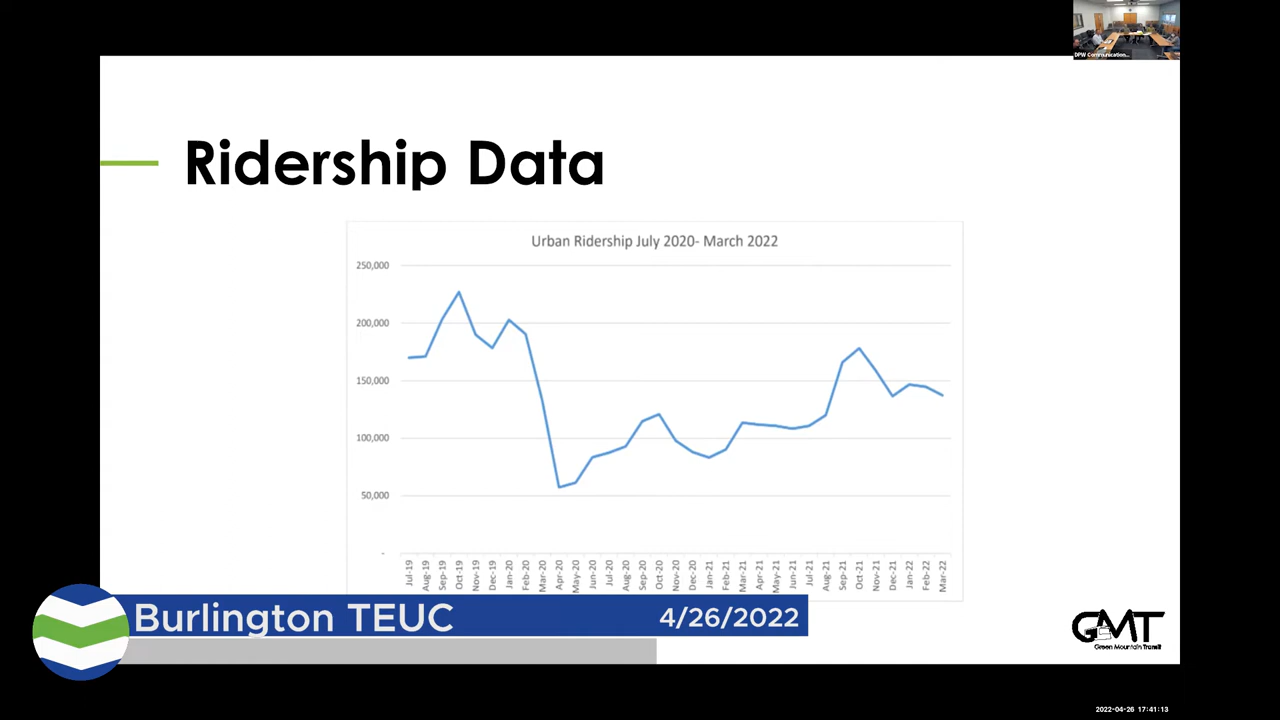 DPW Communication...
Ridership Data
Urban Ridership July 2020- March 2022
250,000
200,000
150,000
100,000
50,000
-
Jul-19
Aug-19
Sep-19
Oct-19
Nov-19
Dec-19
Jan-20
Feb-20
Mar-20
Apr-20
May-20
Jun-20
Jul-20
Aug-20
Sep-20
Oct-20
Nov-20
Dec-20
Jan-21
Feb-21
Mar-21
Apr-21
May-21
Jun-21
Jul-21
Aug-21
Sep-21
Oct-21
Nov-21
Dec-21
Jan-22
Feb-22
Mar-22
Burlington TEUC 4/26/2022
GMT
Green Mountain Transit
2022-04-26 17:41:13